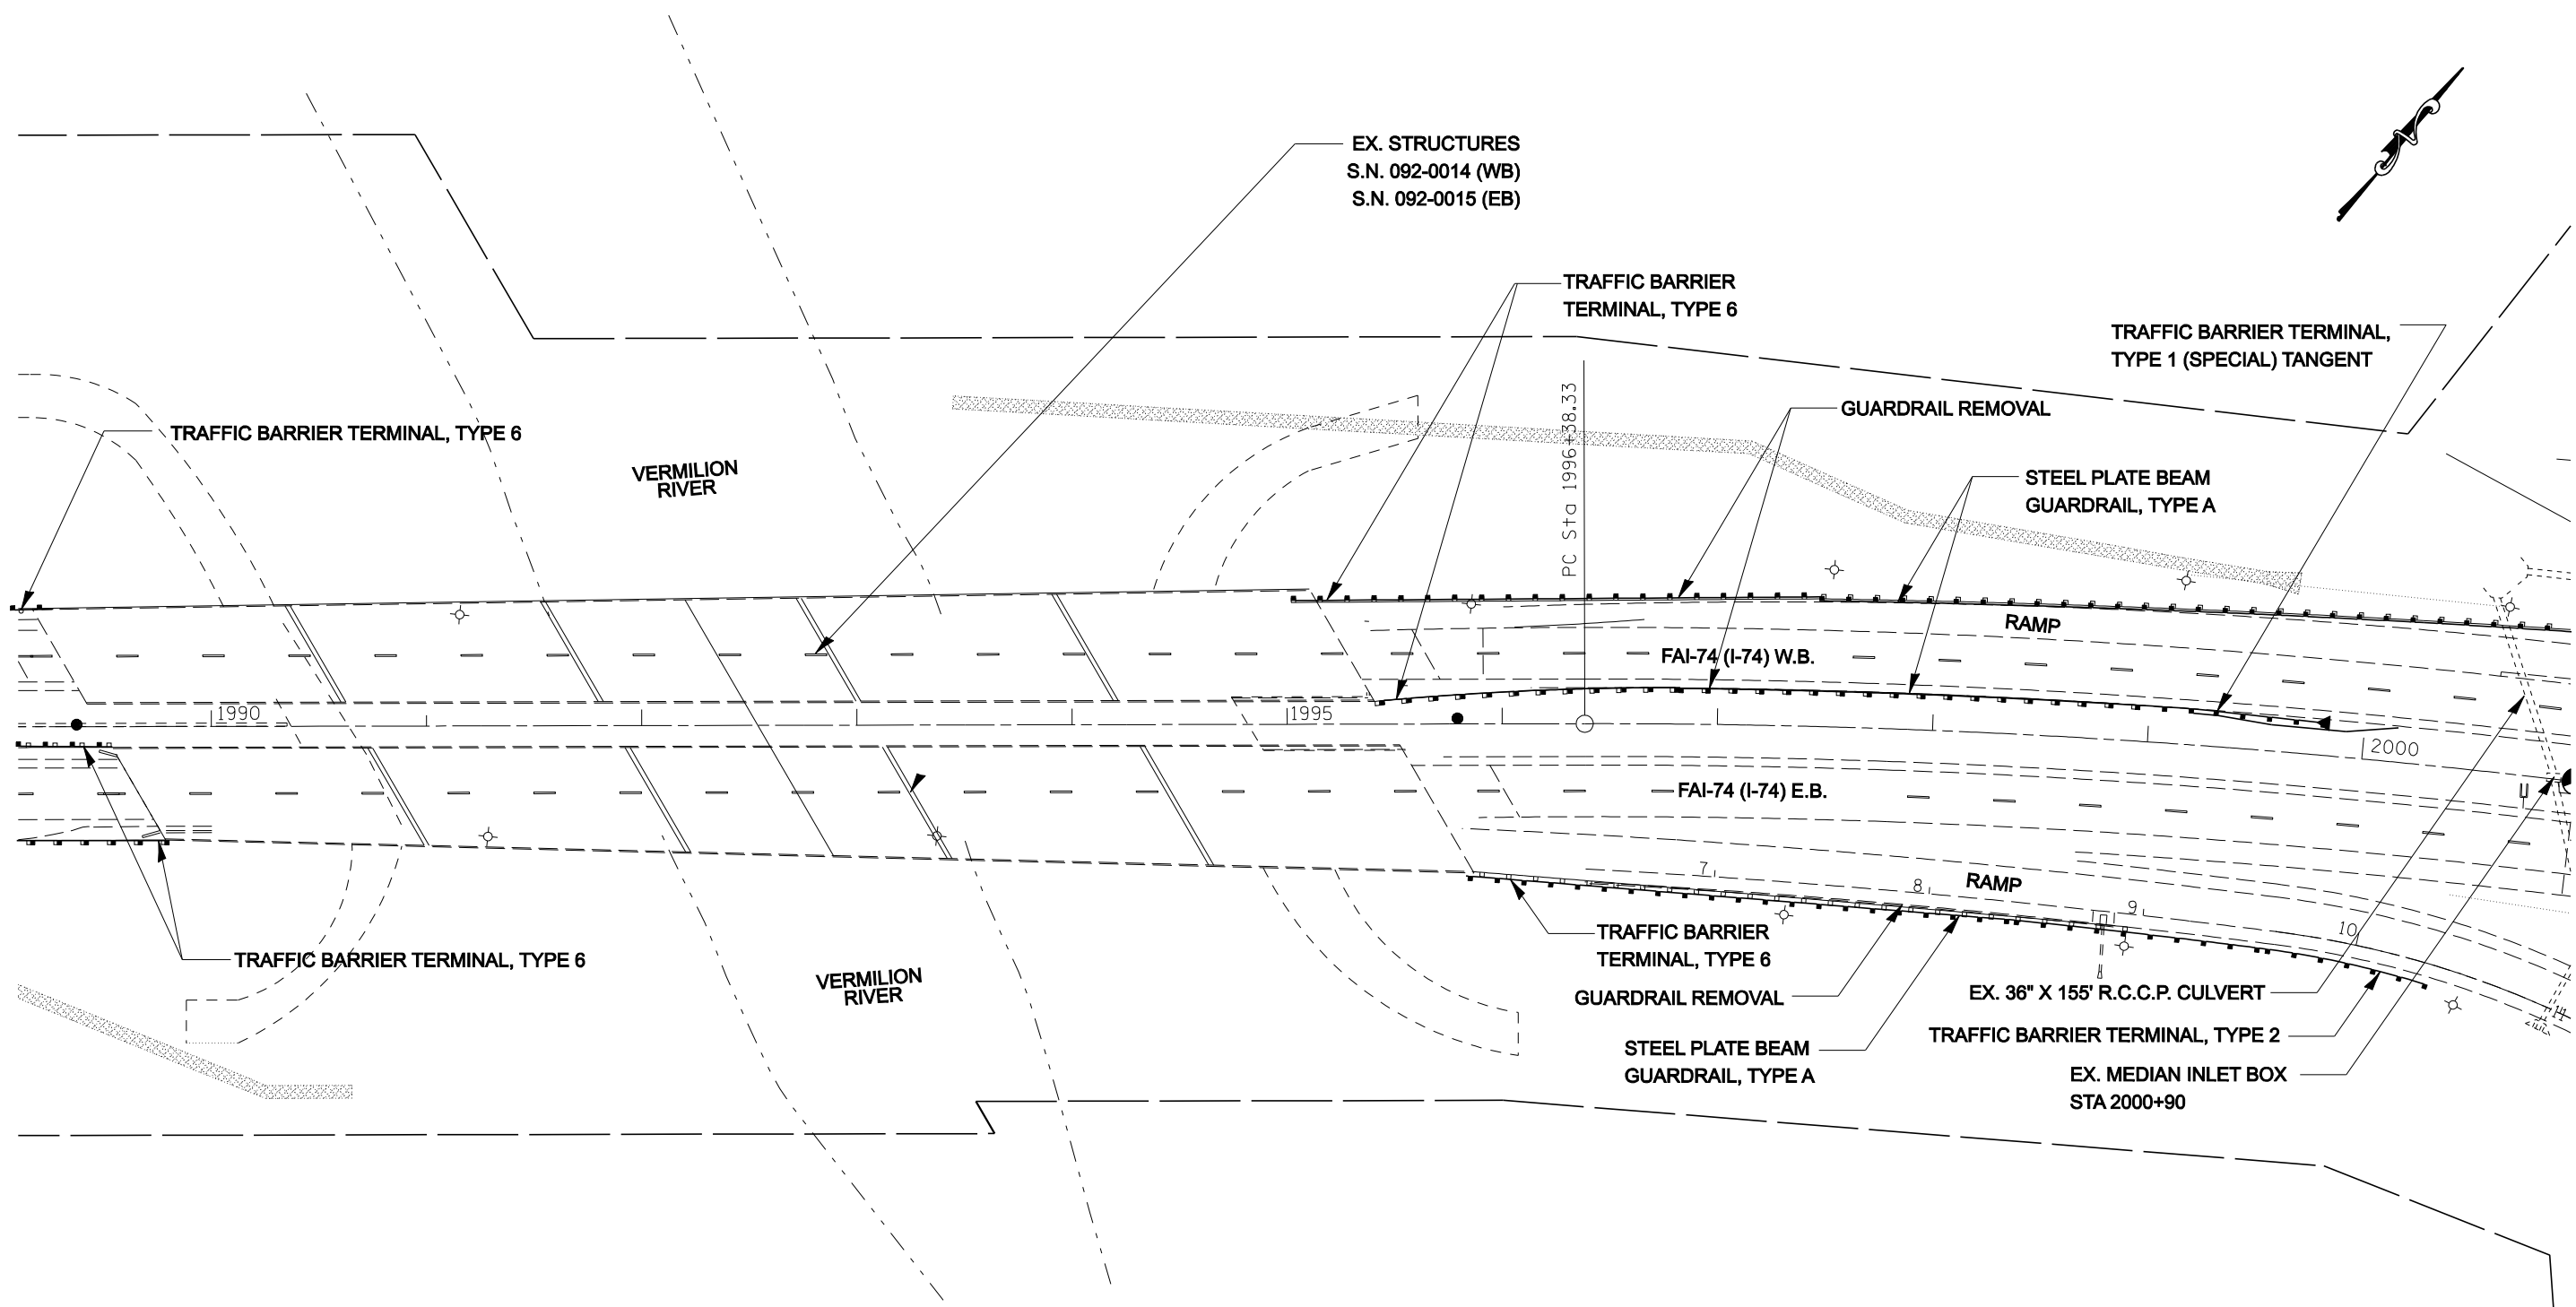 EX. STRUCTURES
S.N. 092-0014 (WB)
S.N. 092-0015 (EB)
TRAFFIC BARRIER
TERMINAL, TYPE 6
TRAFFIC BARRIER TERMINAL,
TYPE 1 (SPECIAL) TANGENT
PC Sta 1996+38.33
GUARDRAIL REMOVAL
TRAFFIC BARRIER TERMINAL, TYPE 6
VERMILION
RIVER
STEEL PLATE BEAM
GUARDRAIL, TYPE A
RAMP
FAI-74 (I-74) W.B.
1990
1995
2000
FAI-74 (I-74) E.B.
7
8
RAMP
9
10
TRAFFIC BARRIER
TERMINAL, TYPE 6
TRAFFIC BARRIER TERMINAL, TYPE 6
VERMILION
RIVER
GUARDRAIL REMOVAL
EX. 36" X 155' R.C.C.P. CULVERT
11
TRAFFIC BARRIER TERMINAL, TYPE 2
STEEL PLATE BEAM
GUARDRAIL, TYPE A
EX. MEDIAN INLET BOX
STA 2000+90